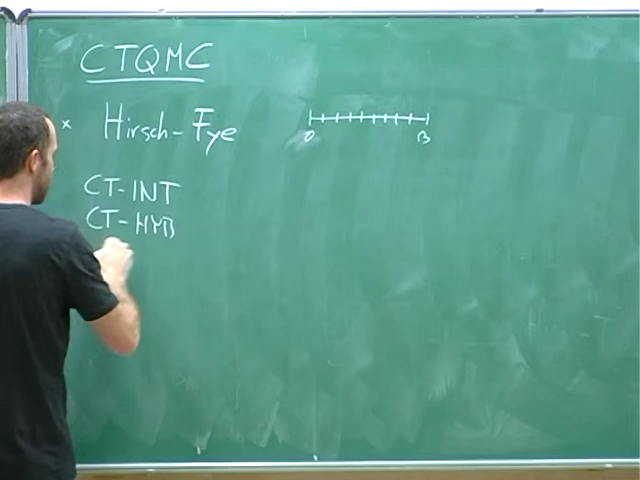 CTQMC
x Hirsch-Fye
0 β
CT-INT
CT-HYB